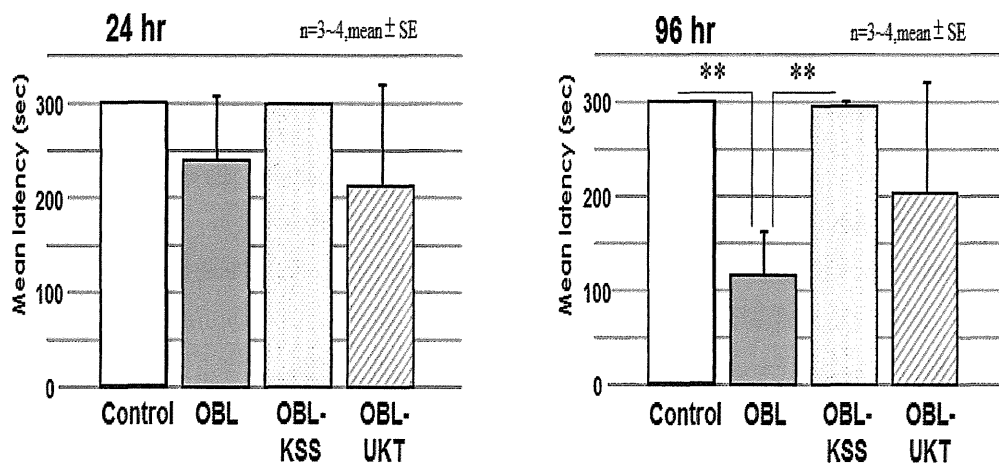 24 hr
n=3~4,mean ± SE
Mean latency (sec)
300
200
100
0
Control
OBL
OBL-
KSS
OBL-
UKT
96 hr
n=3~4,mean ± SE
**
**
Mean latency (sec)
300
200
100
0
Control
OBL
OBL-
KSS
OBL-
UKT